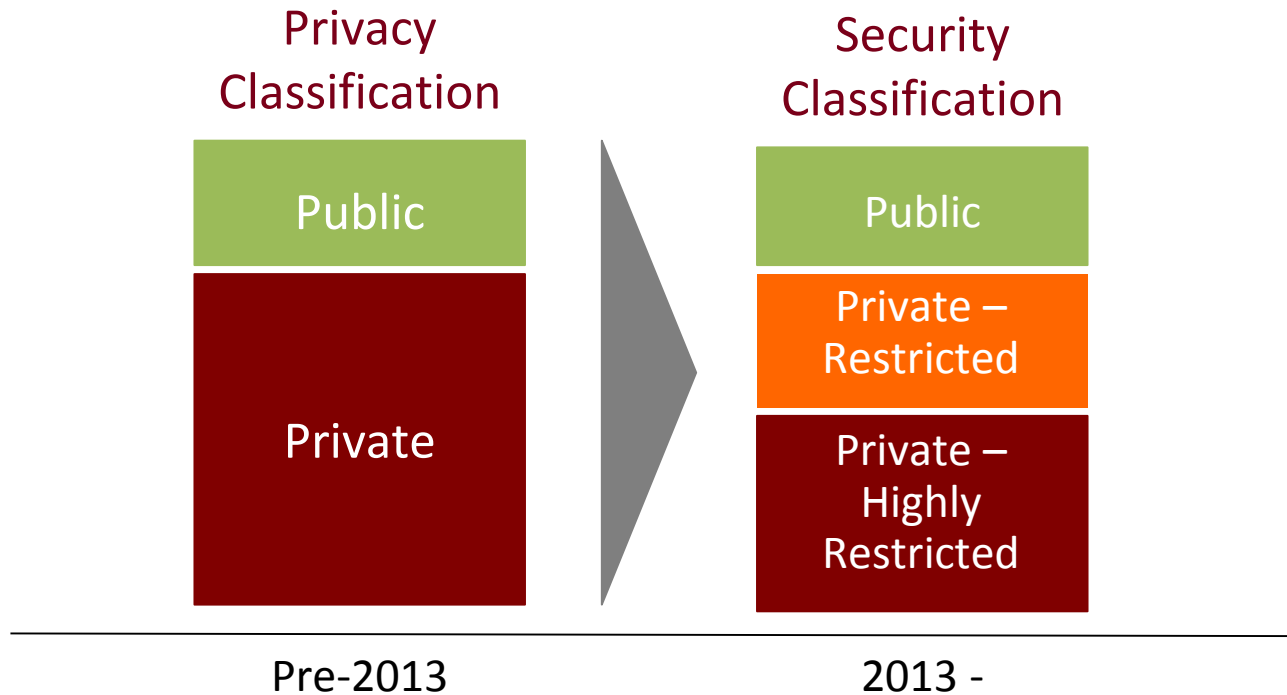 Privacy
Classification
Public
Private
Pre-2013
Security
Classification
Public
Private –
Restricted
Private –
Highly
Restricted
2013 -